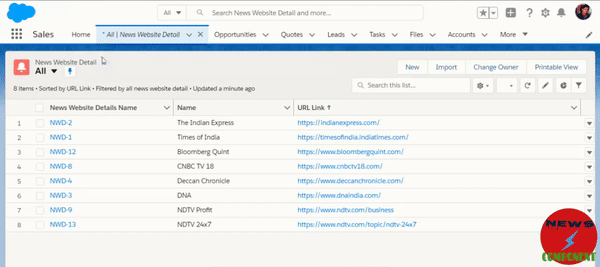 All
Search News Website Detail and more...
Sales
Home
* All | News Website Detail
Opportunities
Quotes
Leads
Tasks
Files
Accounts
More
News Website Detail
All
New
Import
Change Owner
Printable View
8 items • Sorted by URL Link • Filtered by all news website detail • Updated a minute ago
Search this list...
News Website Details Name
Name
URL Link ↑
1 NWD-2 The Indian Express https://indianexpress.com/
2 NWD-1 Times of India https://timesofindia.indiatimes.com/
3 NWD-12 Bloomberg Quint https://www.bloombergquint.com/
4 NWD-8 CNBC TV 18 https://www.cnbctv18.com/
5 NWD-4 Deccan Chronicle https://www.deccanchronicle.com/
6 NWD-3 DNA https://www.dnaindia.com/
7 NWD-9 NDTV Profit https://www.ndtv.com/business
8 NWD-13 NDTV 24x7 https://www.ndtv.com/topic/ndtv-24x7
NEWS
COMPONENT